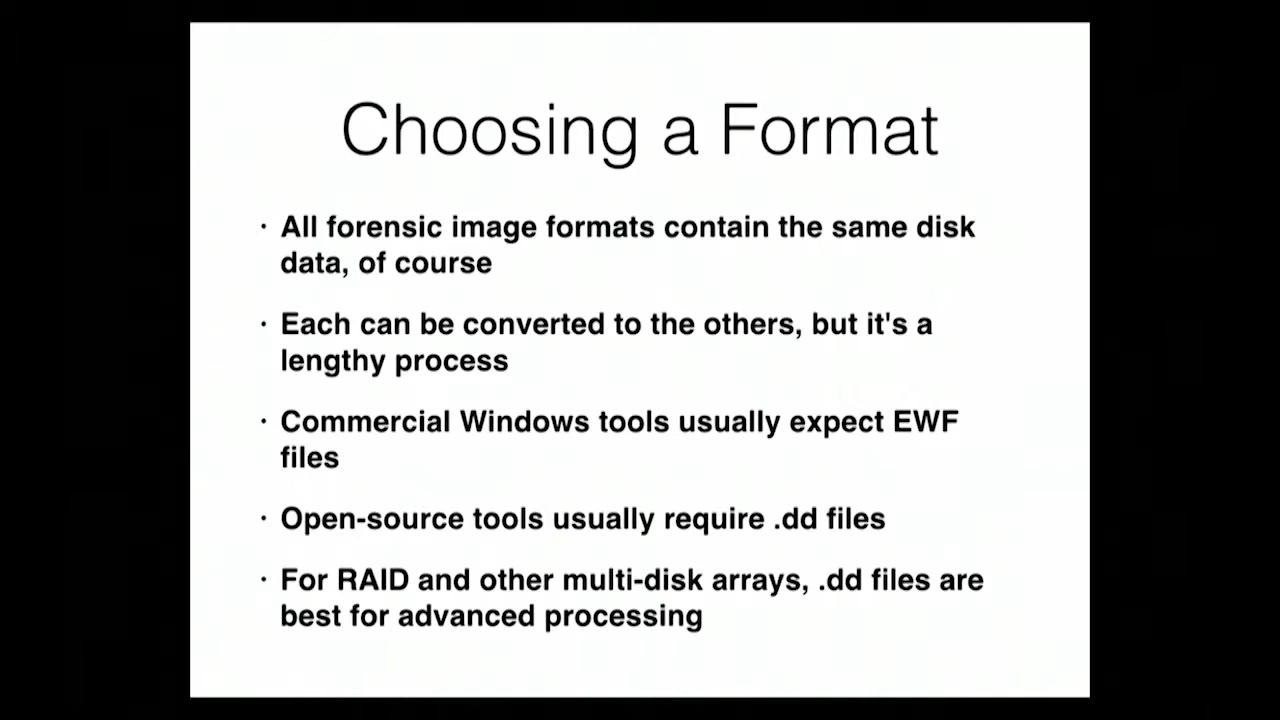 Choosing a Format
· All forensic image formats contain the same disk
data, of course
· Each can be converted to the others, but it's a
lengthy process
· Commercial Windows tools usually expect EWF
files
· Open-source tools usually require .dd files
· For RAID and other multi-disk arrays, .dd files are
best for advanced processing